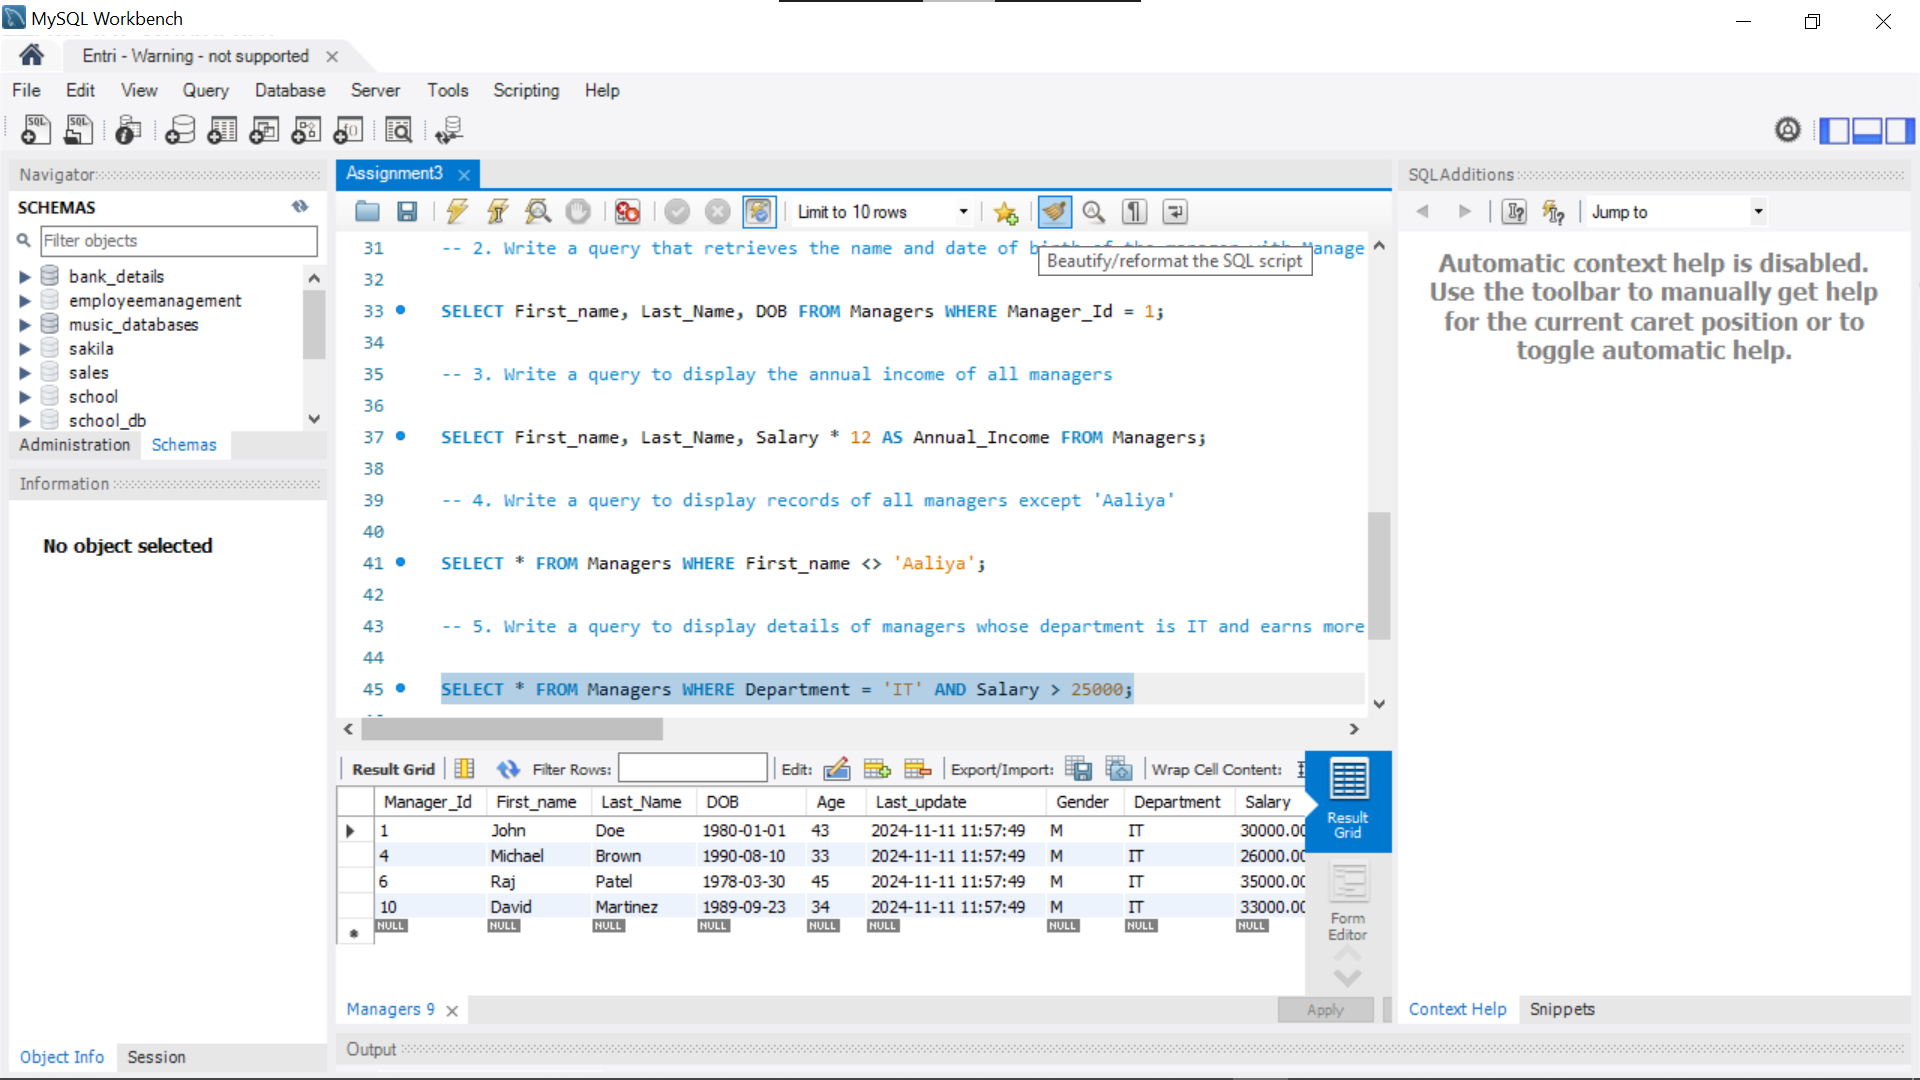 MySQL Workbench
Entri - Warning - not supported
File Edit View Query Database Server Tools Scripting Help
Navigator
SCHEMAS
Filter objects
bank_details
employeemanagement
music_databases
sakila
sales
school
school_db
Administration Schemas
Information
No object selected
Object Info Session
Assignment3
Limit to 10 rows
31 -- 2. Write a query that retrieves the name and date of
Manage
Beautify/reformat the SQL script
32
33 SELECT First_name, Last_Name, DOB FROM Managers WHERE Manager_Id = 1;
34
35 -- 3. Write a query to display the annual income of all managers
36
37 SELECT First_name, Last_Name, Salary * 12 AS Annual_Income FROM Managers;
38
39 -- 4. Write a query to display records of all managers except 'Aaliya'
40
41 SELECT * FROM Managers WHERE First_name <> 'Aaliya';
42
43 -- 5. Write a query to display details of managers whose department is IT and earns more
44
45 SELECT * FROM Managers WHERE Department = 'IT' AND Salary > 25000;
Result Grid Filter Rows: Edit: Export/Import: Wrap Cell Content:
Manager_Id First_name Last_Name DOB Age Last_update Gender Department Salary
1 John Doe 1980-01-01 43 2024-11-11 11:57:49 M IT 30000.00
4 Michael Brown 1990-08-10 33 2024-11-11 11:57:49 M IT 26000.00
6 Raj Patel 1978-03-30 45 2024-11-11 11:57:49 M IT 35000.00
10 David Martinez 1989-09-23 34 2024-11-11 11:57:49 M IT 33000.00
NULL NULL NULL NULL NULL NULL NULL NULL NULL
Result
Grid
Form
Editor
Managers 9
Apply
Output
SQLAdditions
Jump to
Automatic context help is disabled.
Use the toolbar to manually get help
for the current caret position or to
toggle automatic help.
Context Help Snippets